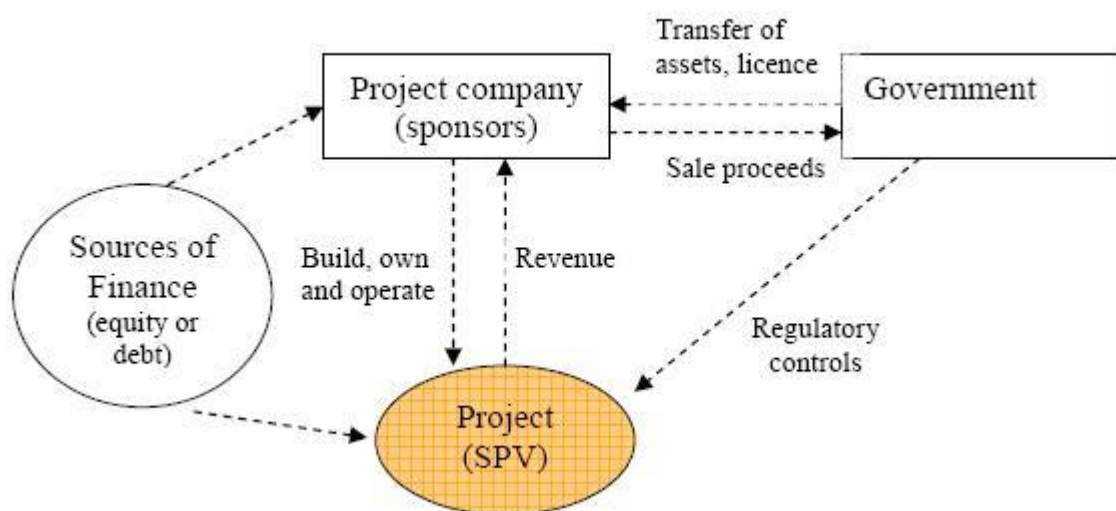 Transfer of
assets, licence
Project company
(sponsors)
Government
Sale proceeds
Sources of
Finance
(equity or
debt)
Build, own
and operate
Revenue
Regulatory
controls
Project
(SPV)